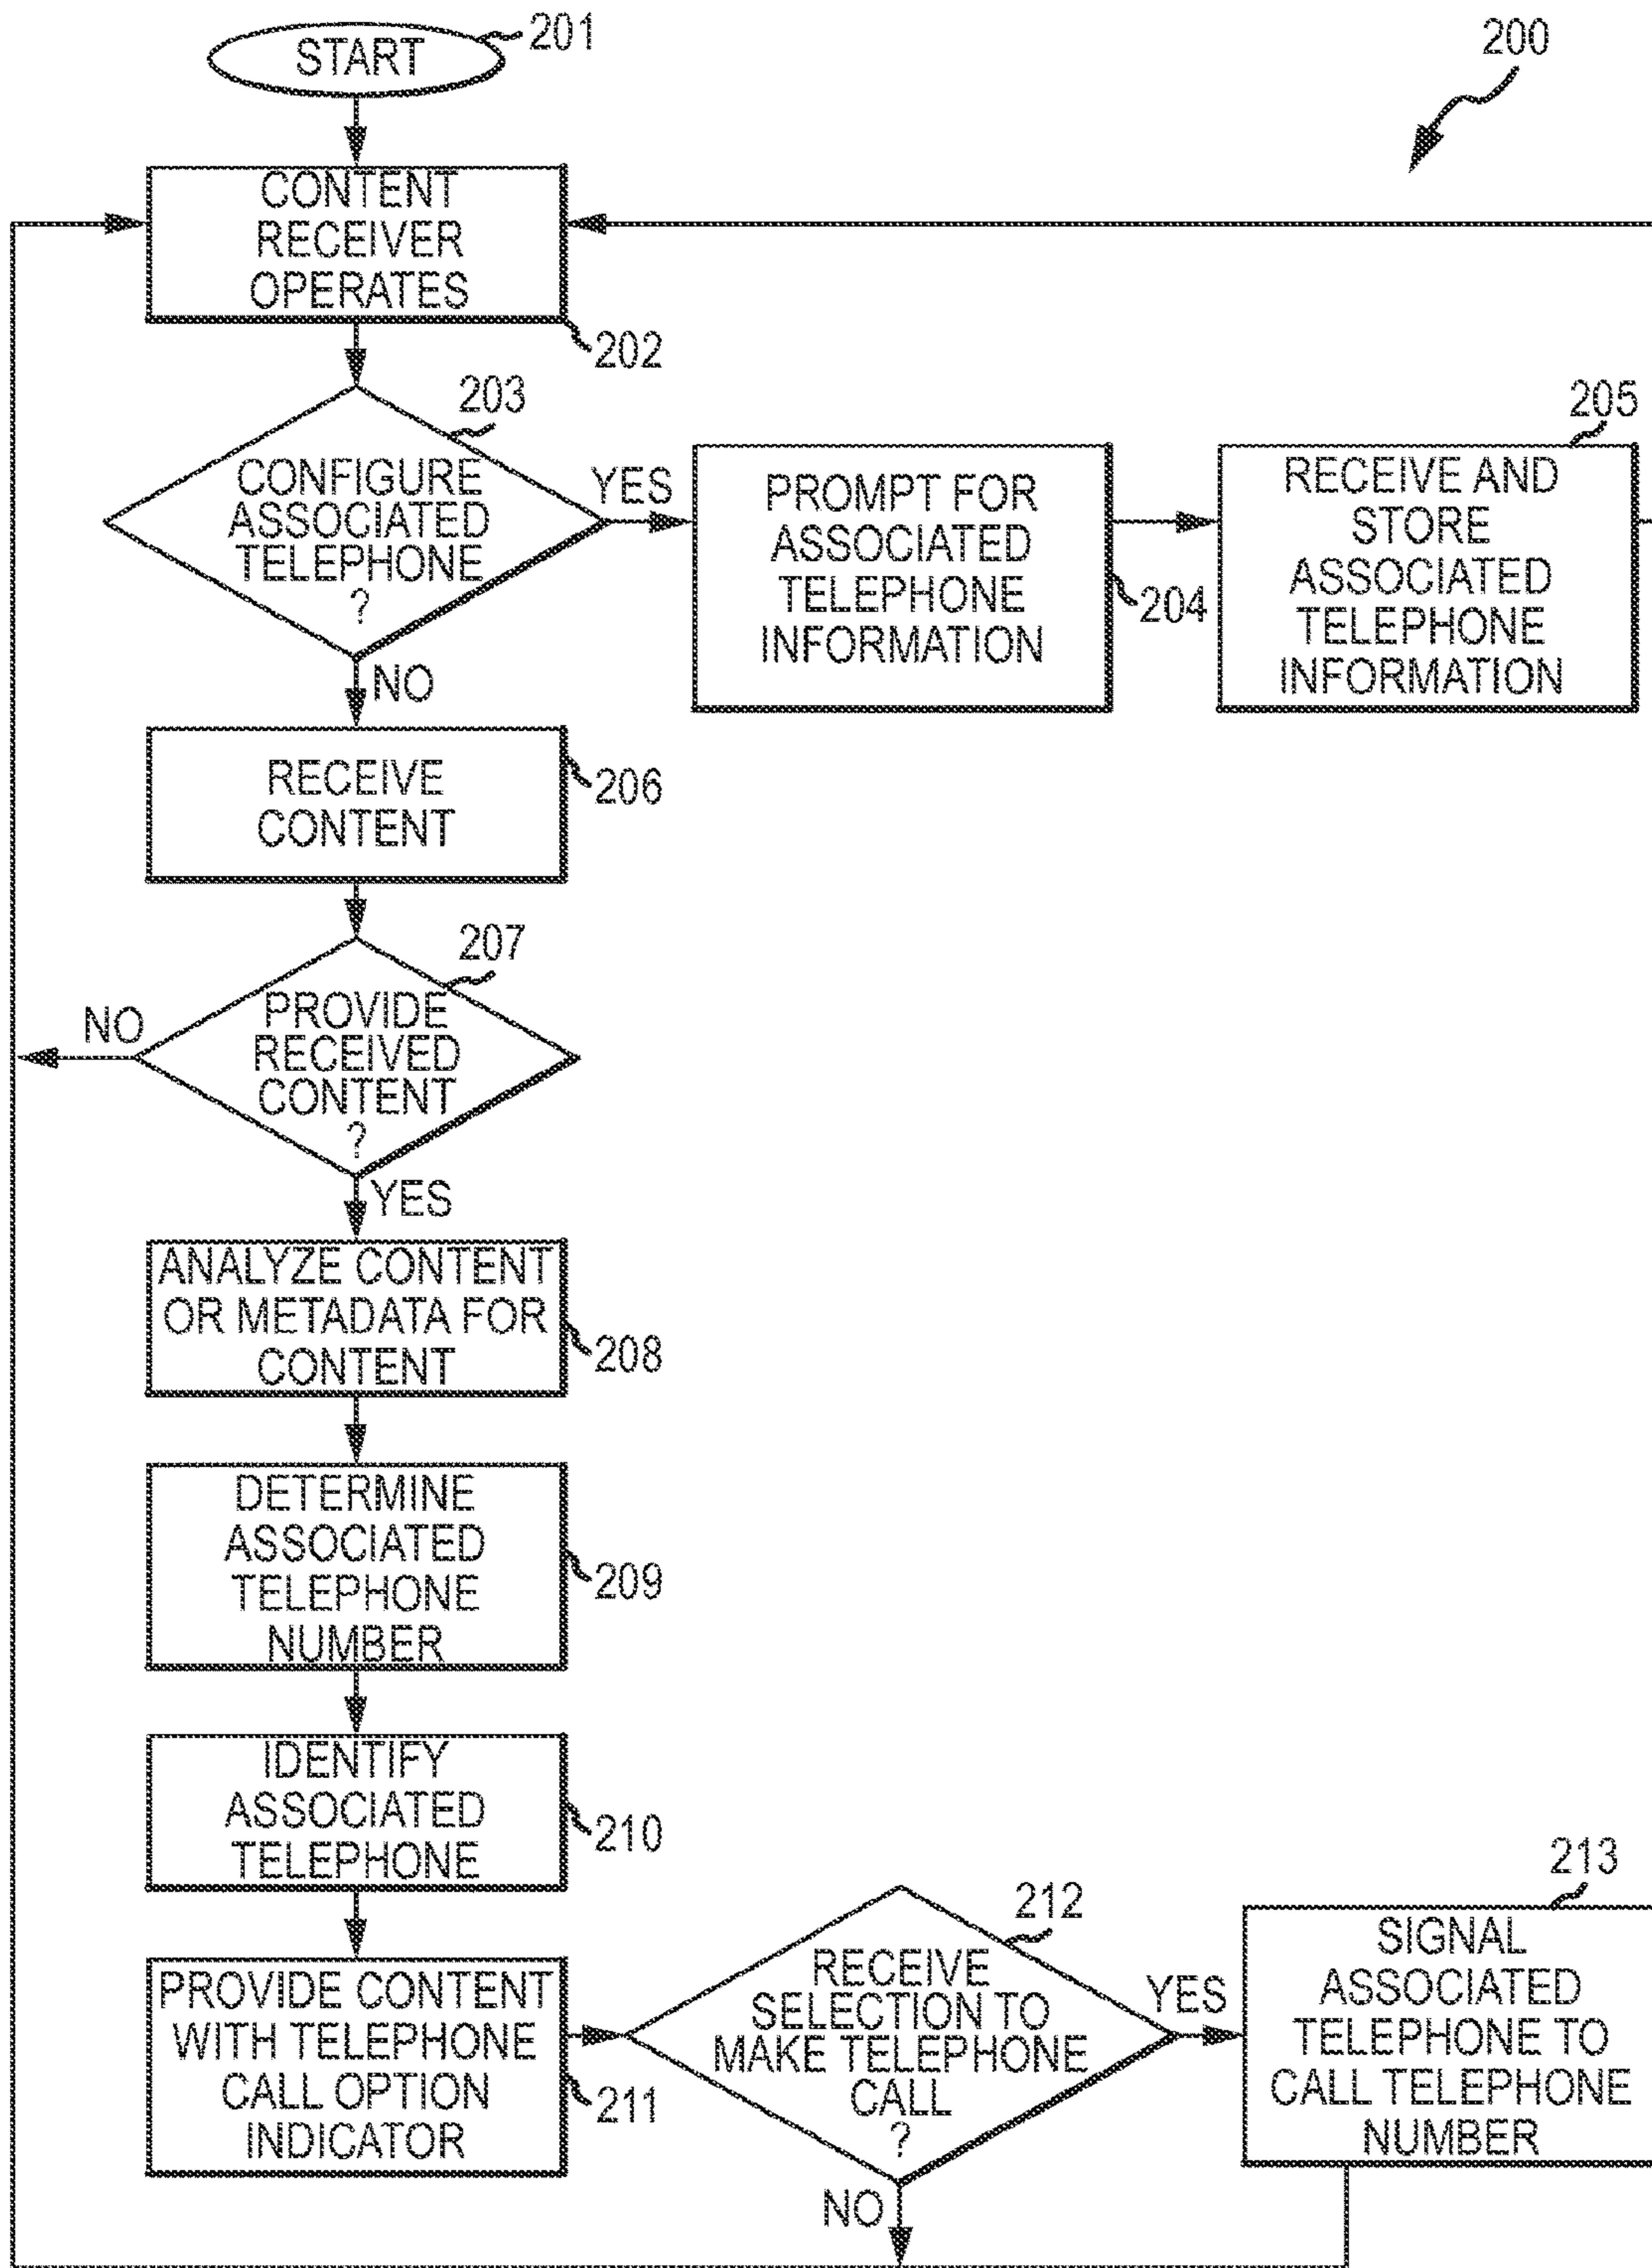 START
201
200
CONTENT
RECEIVER
OPERATES
202
203
CONFIGURE
ASSOCIATED
TELEPHONE
?
YES
NO
PROMPT FOR
ASSOCIATED
TELEPHONE
INFORMATION
204
205
RECEIVE AND
STORE
ASSOCIATED
TELEPHONE
INFORMATION
RECEIVE
CONTENT
206
207
PROVIDE
RECEIVED
CONTENT
?
NO
YES
ANALYZE CONTENT
OR METADATA FOR
CONTENT
208
DETERMINE
ASSOCIATED
TELEPHONE
NUMBER
209
IDENTIFY
ASSOCIATED
TELEPHONE
210
PROVIDE CONTENT
WITH TELEPHONE
CALL OPTION
INDICATOR
211
212
RECEIVE
SELECTION TO
MAKE TELEPHONE
CALL
?
YES
NO
213
SIGNAL
ASSOCIATED
TELEPHONE TO
CALL TELEPHONE
NUMBER